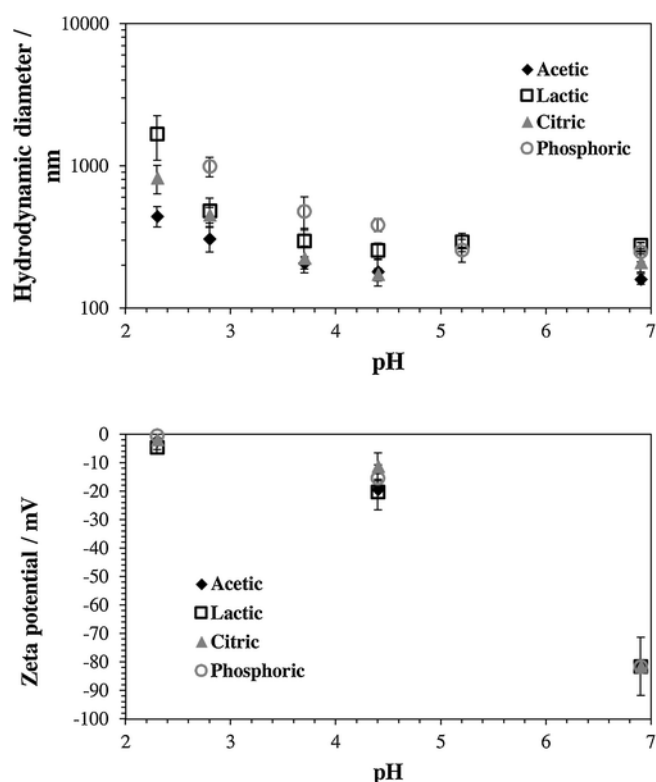 Hydrodynamic diameter /
nm
10000
1000
100
Acetic
Lactic
Citric
Phosphoric
2
3
4
5
6
7
pH
Zeta potential / mV
0
-10
-20
-30
-40
-50
-60
-70
-80
-90
-100
Acetic
Lactic
Citric
Phosphoric
2
3
4
5
6
7
pH